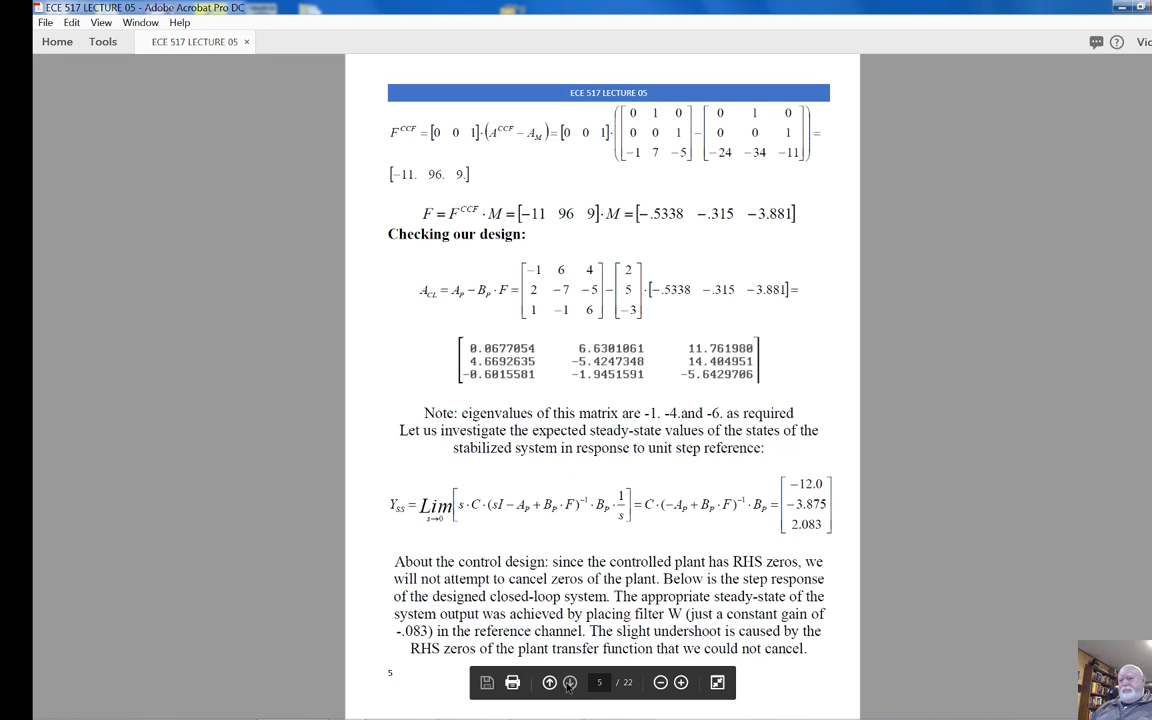 ECE 517 LECTURE 05 - Adobe Acrobat Pro DC
File Edit View Window Help
Home Tools ECE 517 LECTURE 05 ×
ECE 517 LECTURE 05
F^{CCF} = [0 0 1]·(A^{CCF} − A_M) = [0 0 1]·([0 1 0; 0 0 1; −1 7 −5] − [0 1 0; 0 0 1; −24 −34 −11]) =
[−11. 96. 9.]
F = F^{CCF}·M = [−11 96 9]·M = [−.5338 −.315 −3.881]
Checking our design:
A_{CL} = A_P − B_P·F = [−1 6 4; 2 −7 −5; 1 −1 6] − [2; 5; −3]·[−.5338 −.315 −3.881] =
0.0677054 6.6301061 11.761980
4.6692635 −5.4247348 14.404951
−0.6015581 −1.9451591 −5.6429706
Note: eigenvalues of this matrix are -1. -4.and -6. as required
Let us investigate the expected steady-state values of the states of the
stabilized system in response to unit step reference:
Y_{SS} = Lim_{s→0} [s·C·(sI − A_P + B_P·F)^{−1}·B_P·1/s] = C·(−A_P + B_P·F)^{−1}·B_P = [−12.0; −3.875; 2.083]
About the control design: since the controlled plant has RHS zeros, we
will not attempt to cancel zeros of the plant. Below is the step response
of the designed closed-loop system. The appropriate steady-state of the
system output was achieved by placing filter W (just a constant gain of
-.083) in the reference channel. The slight undershoot is caused by the
RHS zeros of the plant transfer function that we could not cancel.
5
5 / 22